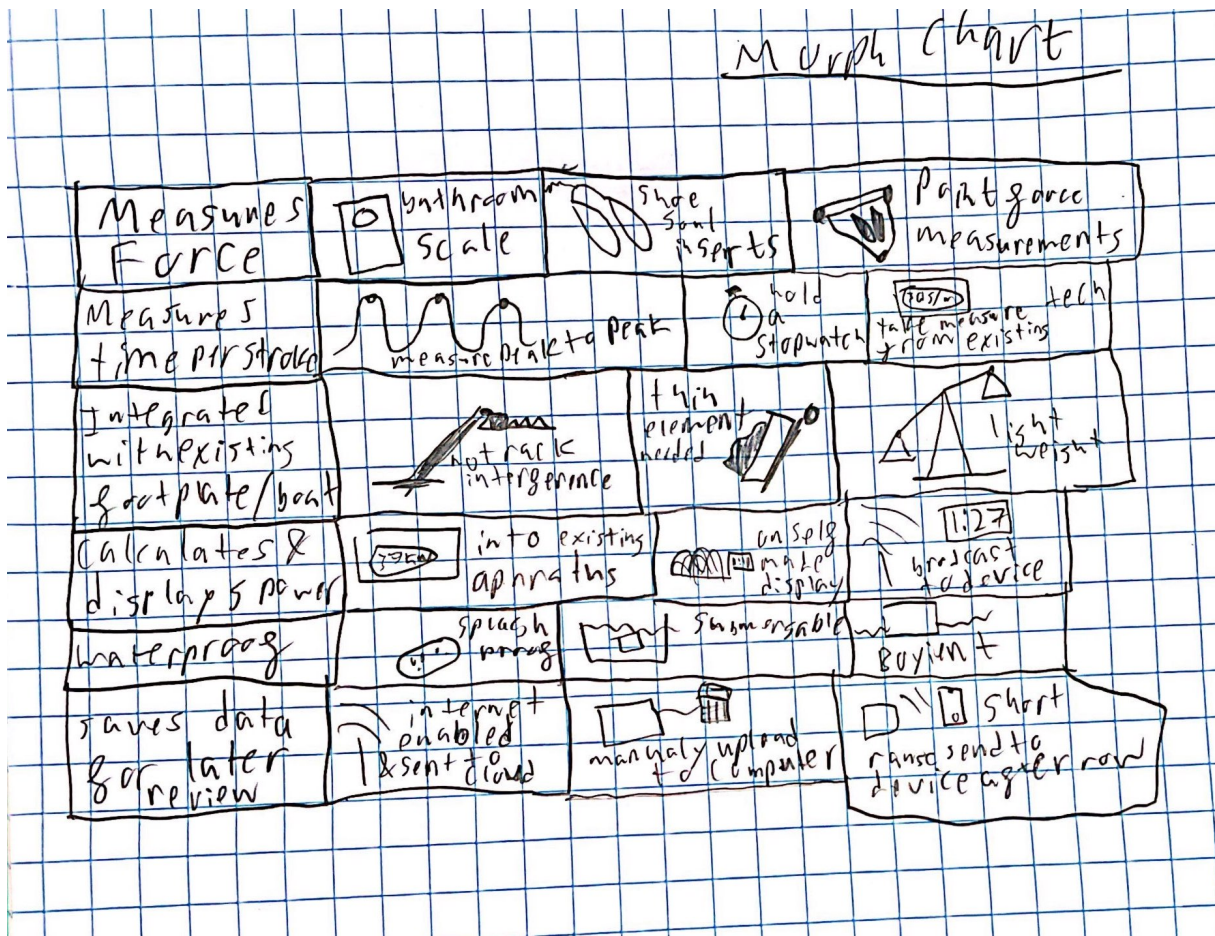 Morph Chart
Measures
Force
bathroom
scale
Shoe
Soul
inserts
Point force
measurements
Measures
time per stroke
measure peak to peak
hold
a
stopwatch
tech
take measure
from existing
Integrated
with existing
footplate/boat
not rack
interference
thin
element
needed
light
weight
Calculates &
displays power
into existing
apparatus
on self
made
display
1:27
brodcast
to device
waterproof
splash
proof
submersable
Buyient
saves data
for later
review
internet
enabled
& sent to
cloud
manualy upload
to computer
short
range send to
device after row